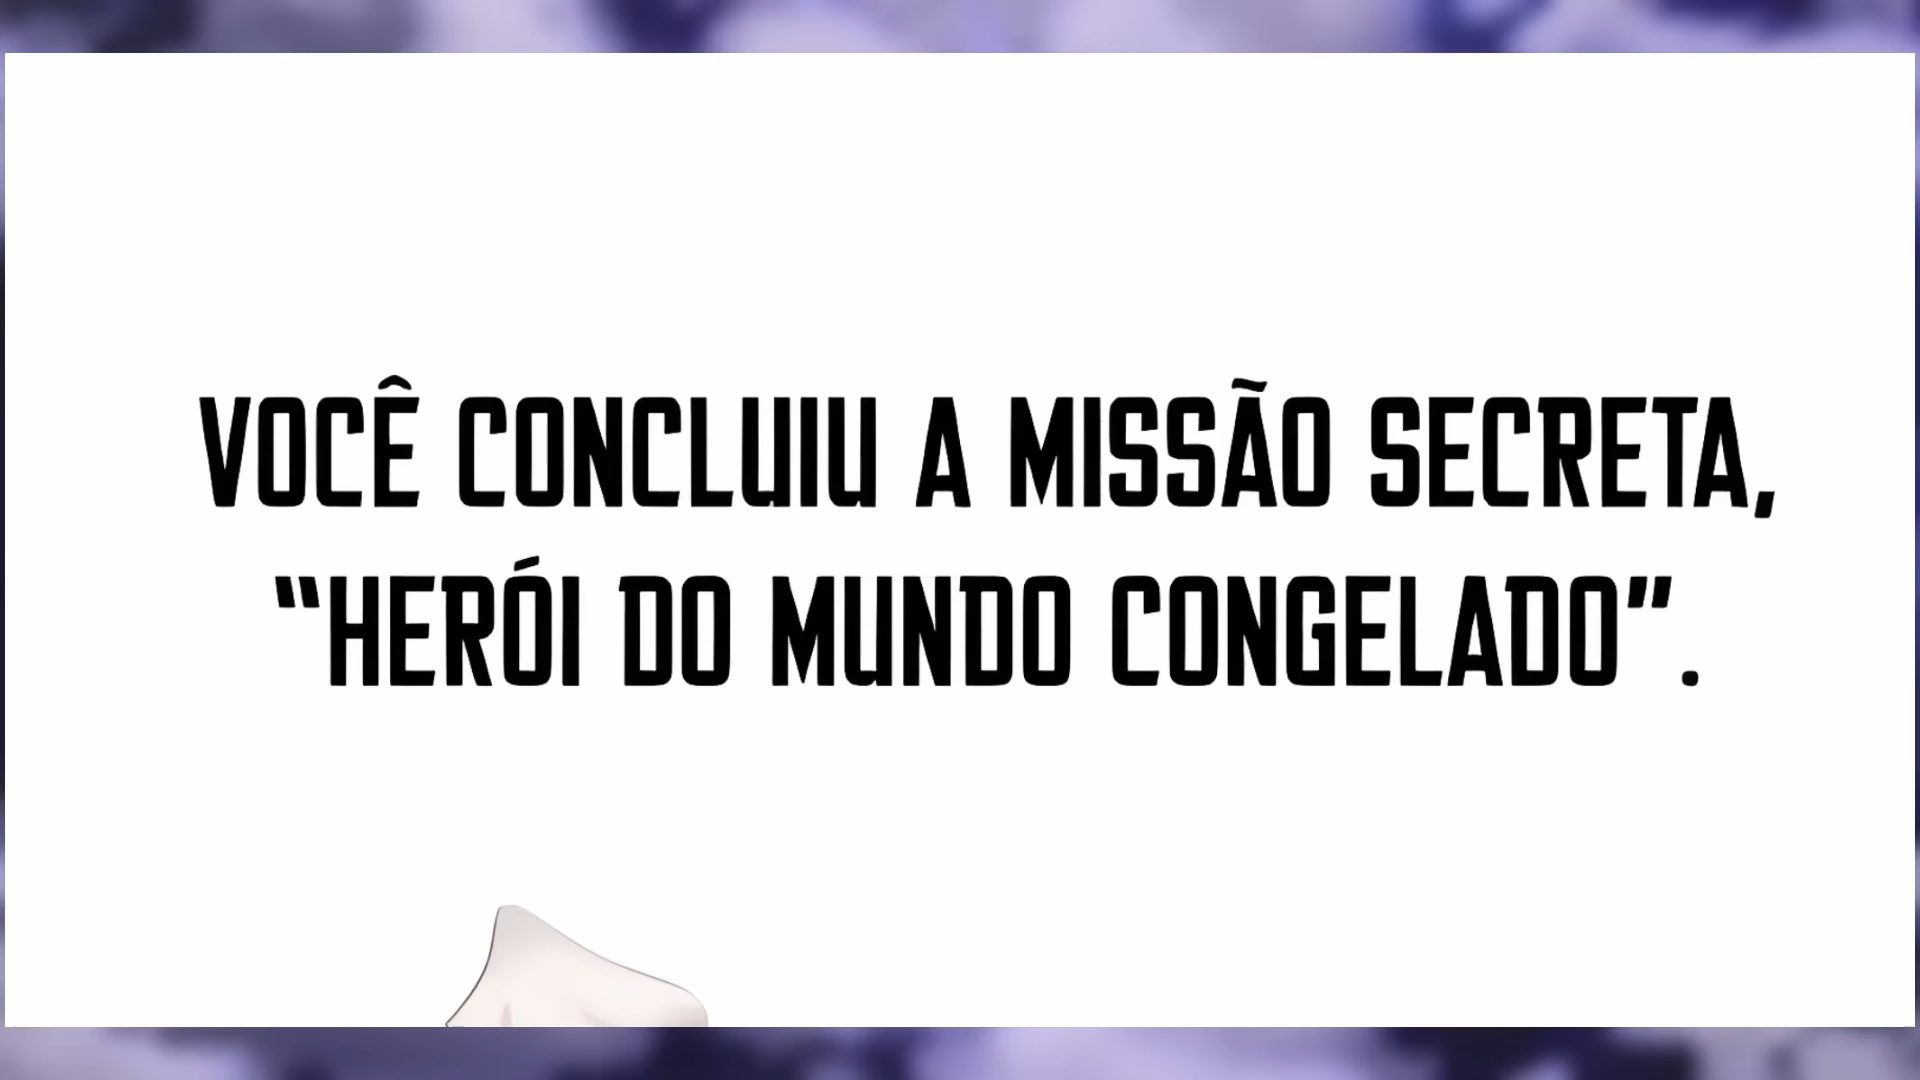 VOCÊ CONCLUIU A MISSÃO SECRETA,
“HERÓI DO MUNDO CONGELADO”.